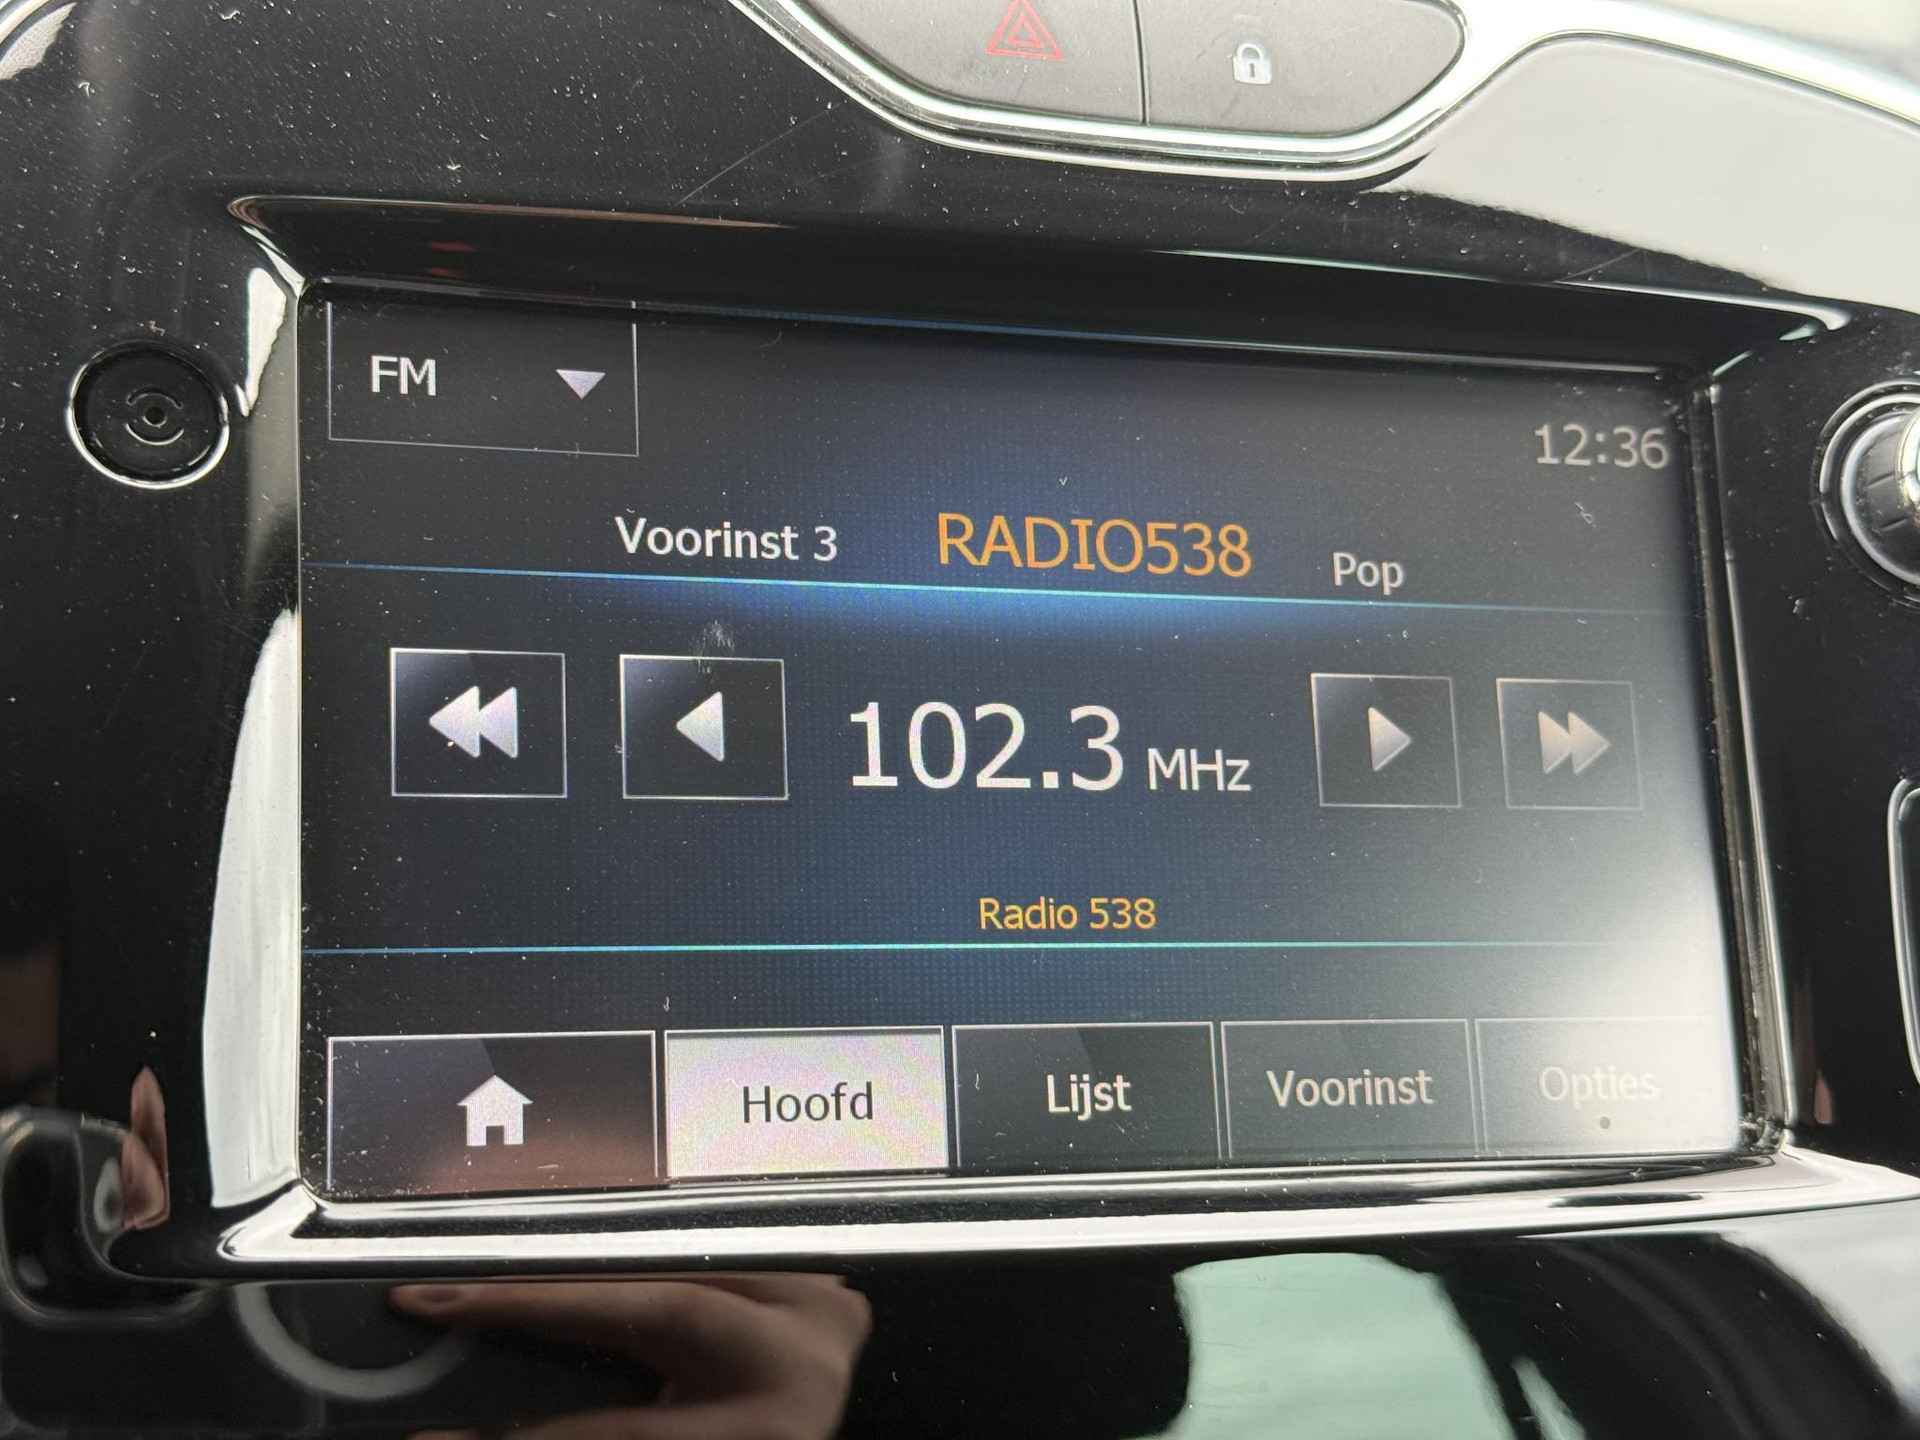 FM
12:36
Voorinst 3 RADIO538 Pop
102.3 MHz
Radio 538
Hoofd Lijst Voorinst Opties